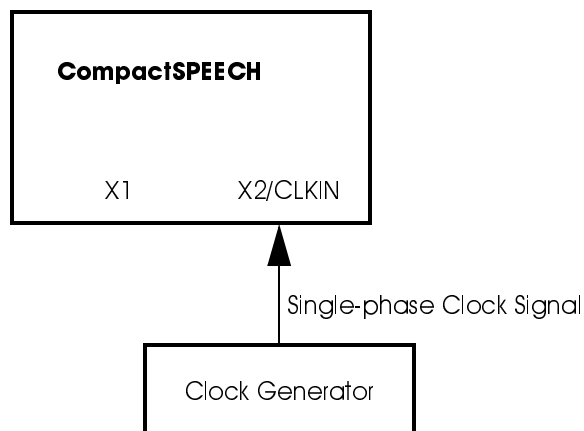 CompactSPEECH
X1 X2/CLKIN
Single-phase Clock Signal
Clock Generator